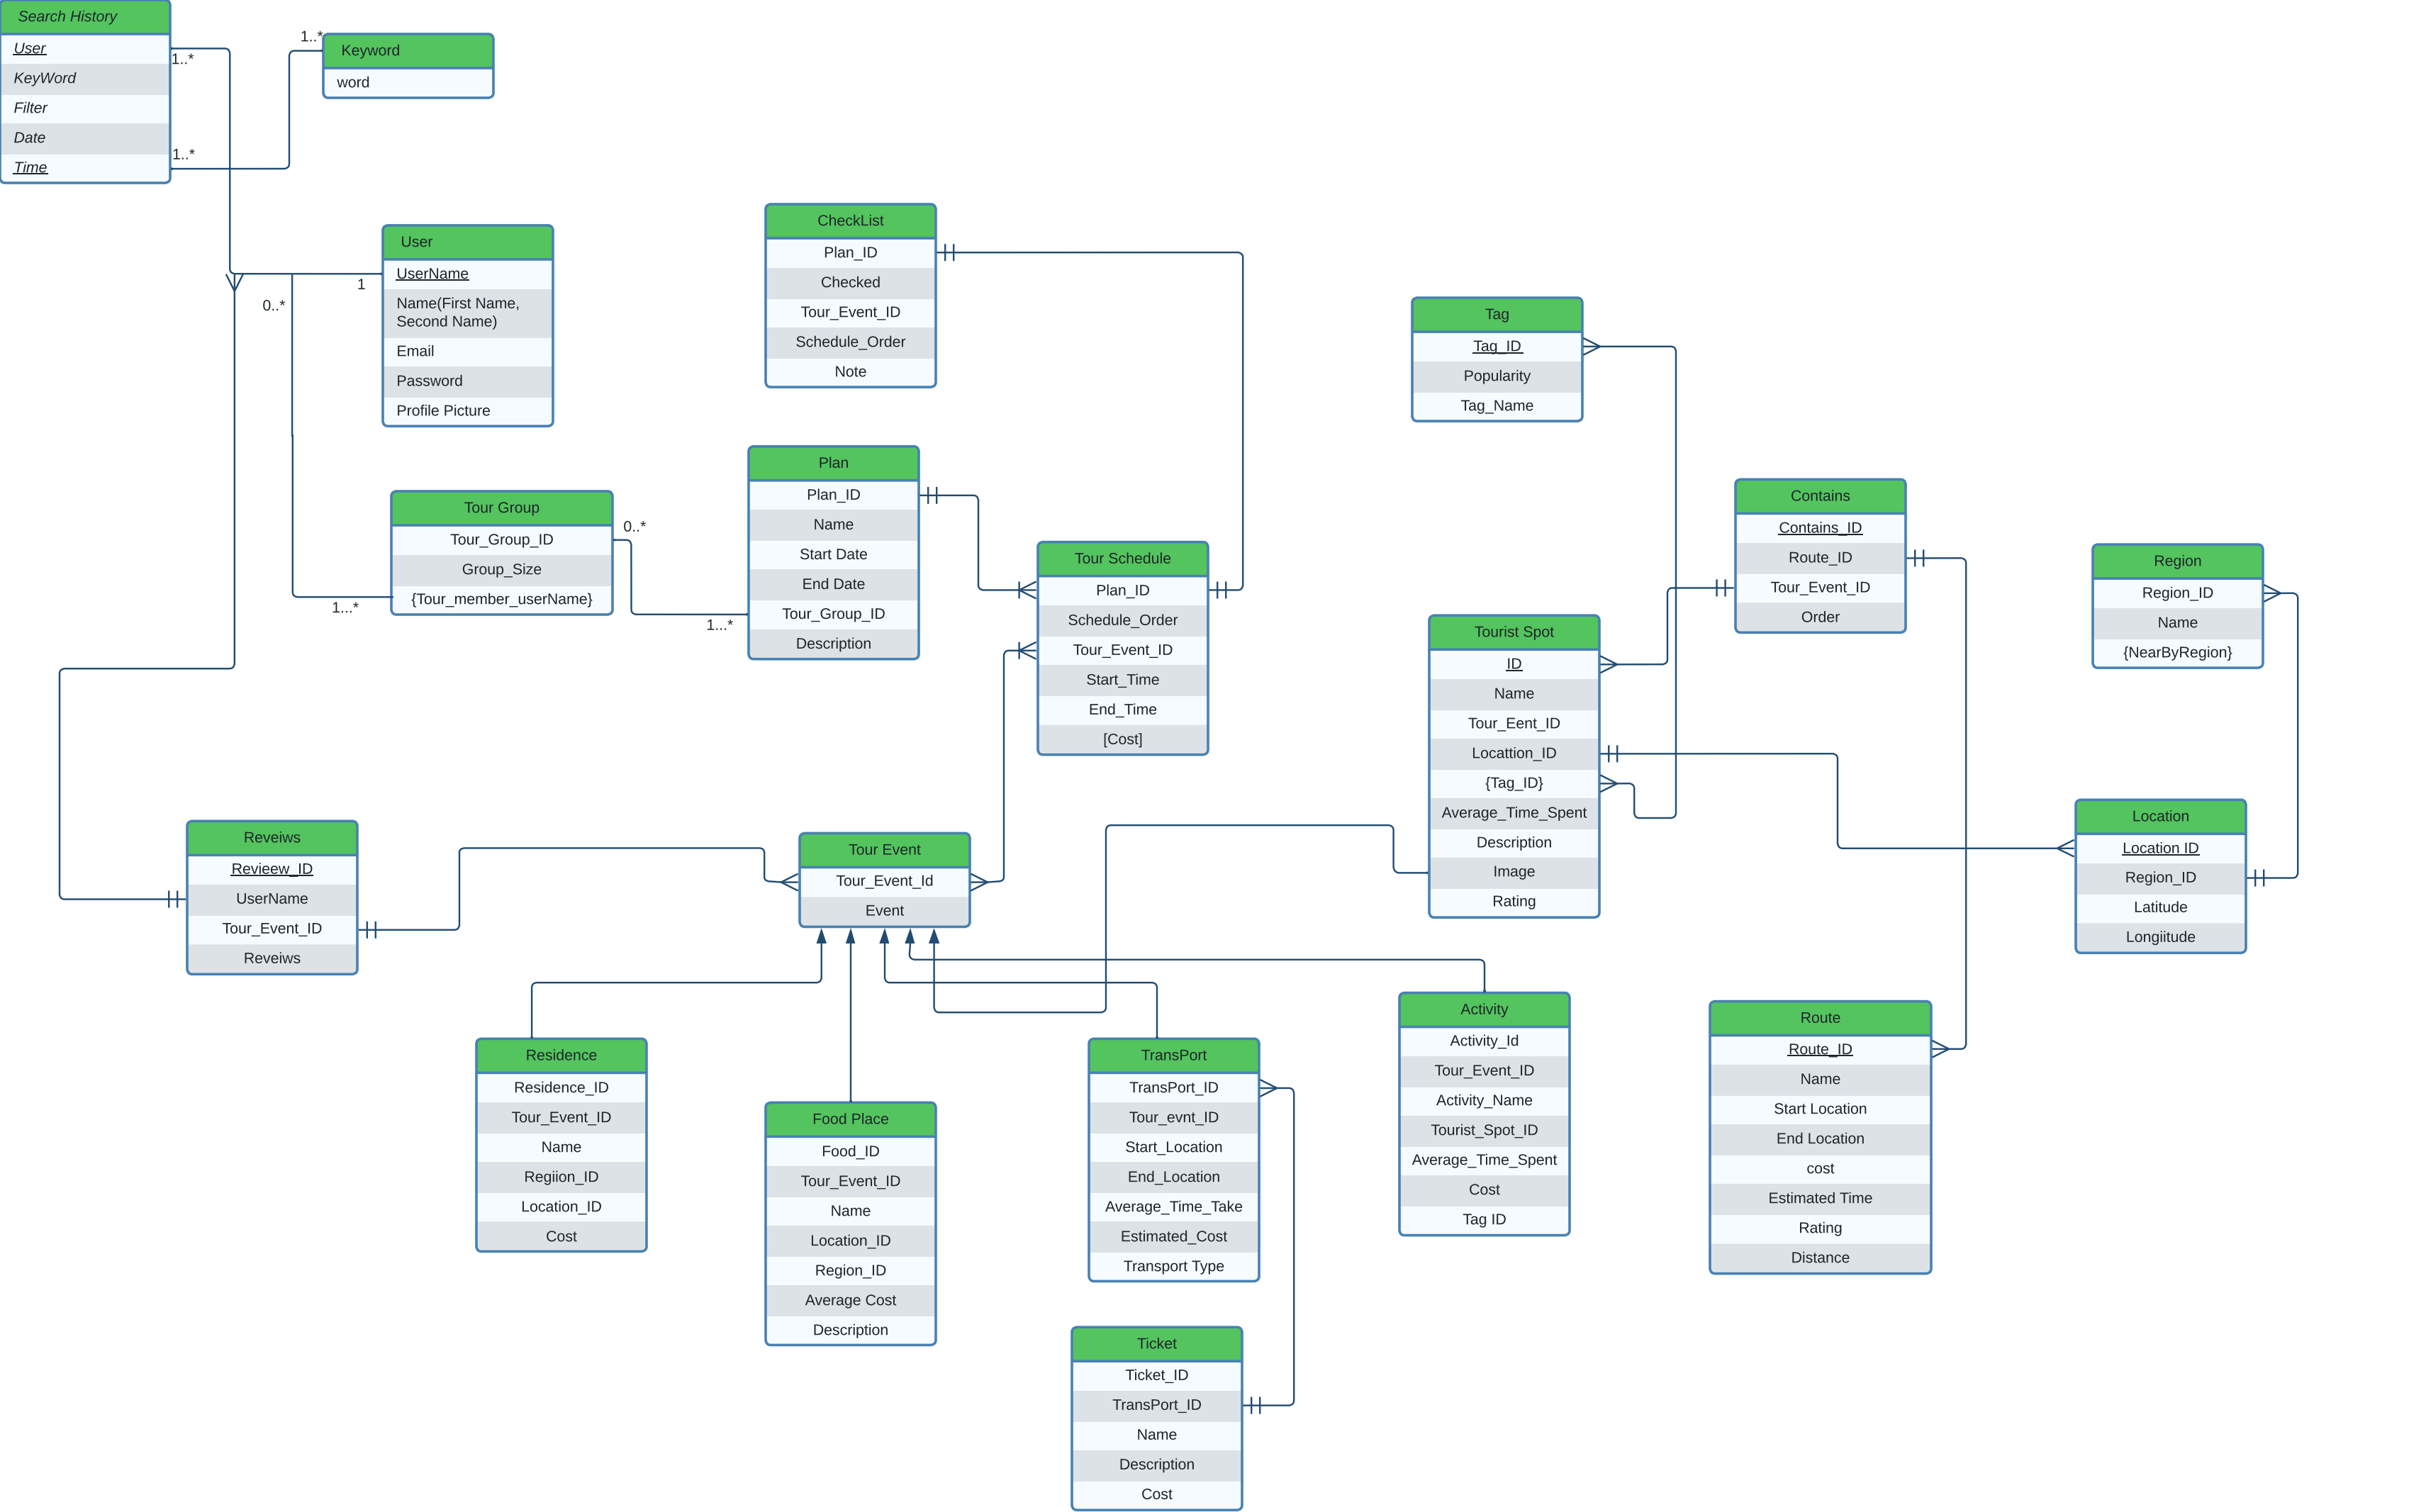 Search History
User
KeyWord
Filter
Date
Time
1..*
1..*
1..*
Keyword
word
User
UserName
Name(First Name,
Second Name)
Email
Password
Profile Picture
1
0..*
1...*
Tour Group
Tour_Group_ID
Group_Size
{Tour_member_userName}
0..*
1...*
CheckList
Plan_ID
Checked
Tour_Event_ID
Schedule_Order
Note
Plan
Plan_ID
Name
Start Date
End Date
Tour_Group_ID
Description
Tour Schedule
Plan_ID
Schedule_Order
Tour_Event_ID
Start_Time
End_Time
[Cost]
Tag
Tag_ID
Popularity
Tag_Name
Contains
Contains_ID
Route_ID
Tour_Event_ID
Order
Region
Region_ID
Name
{NearByRegion}
Tourist Spot
ID
Name
Tour_Eent_ID
Locattion_ID
{Tag_ID}
Average_Time_Spent
Description
Image
Rating
Location
Location ID
Region_ID
Latitude
Longiitude
Reveiws
Revieew_ID
UserName
Tour_Event_ID
Reveiws
Tour Event
Tour_Event_Id
Event
Residence
Residence_ID
Tour_Event_ID
Name
Regiion_ID
Location_ID
Cost
Food Place
Food_ID
Tour_Event_ID
Name
Location_ID
Region_ID
Average Cost
Description
TransPort
TransPort_ID
Tour_evnt_ID
Start_Location
End_Location
Average_Time_Take
Estimated_Cost
Transport Type
Activity
Activity_Id
Tour_Event_ID
Activity_Name
Tourist_Spot_ID
Average_Time_Spent
Cost
Tag ID
Route
Route_ID
Name
Start Location
End Location
cost
Estimated Time
Rating
Distance
Ticket
Ticket_ID
TransPort_ID
Name
Description
Cost